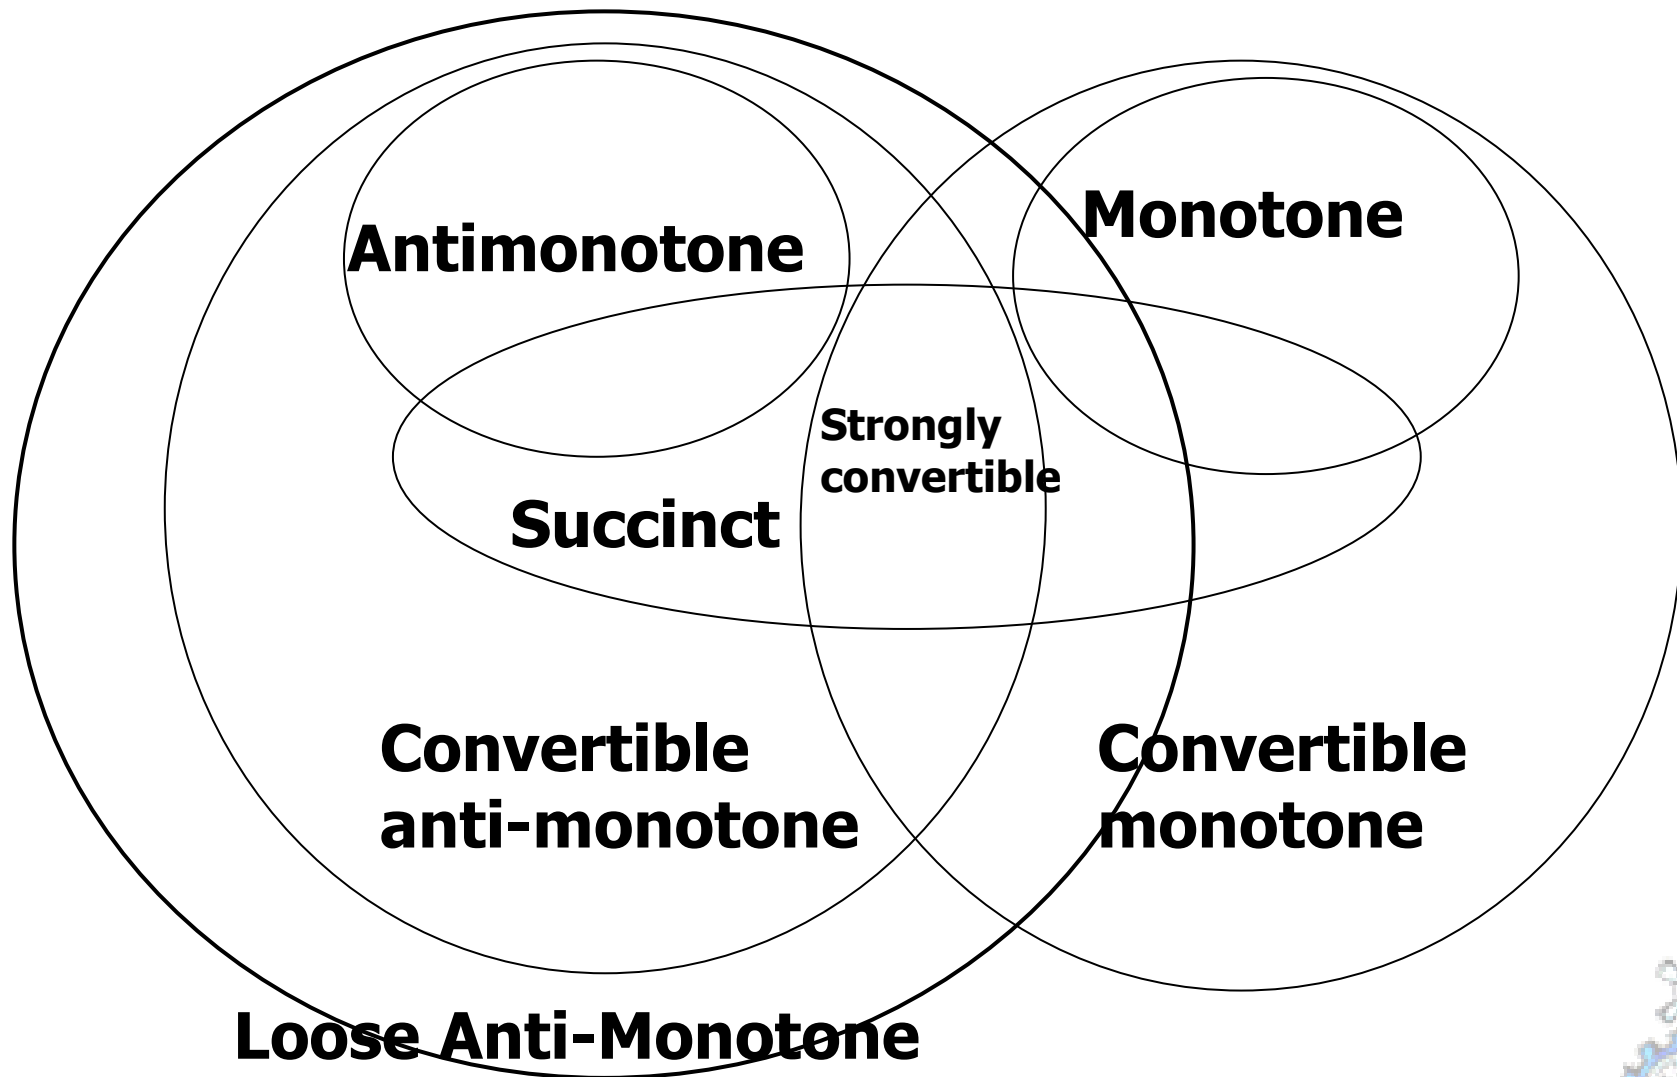 Monotone
Antimonotone
Strongly
convertible
Succinct
Convertible
anti-monotone
Convertible
monotone
Loose Anti-Monotone